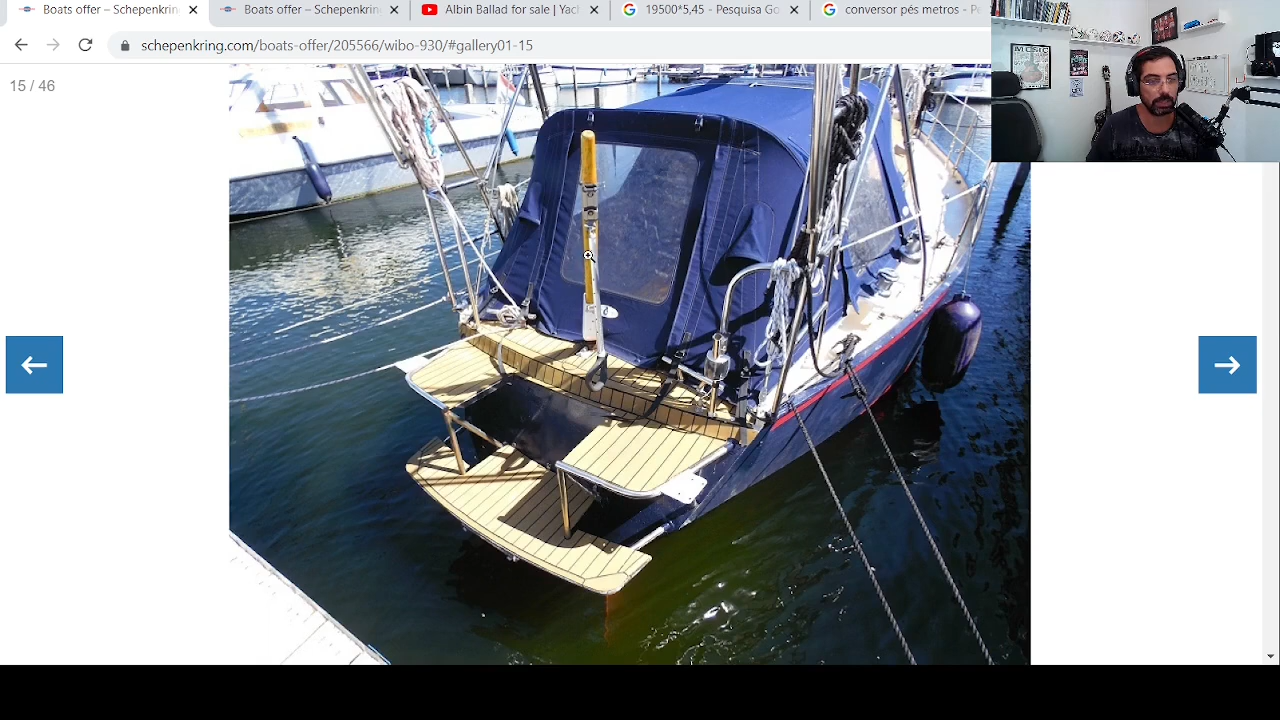 Boats offer – Schepenkrin
Boats offer – Schepenkrin
Albin Ballad for sale | Yac
19500*5,45 - Pesquisa Go
conversor pés metros - P
schepenkring.com/boats-offer/205566/wibo-930/#gallery01-15
15 / 46
MUSIC